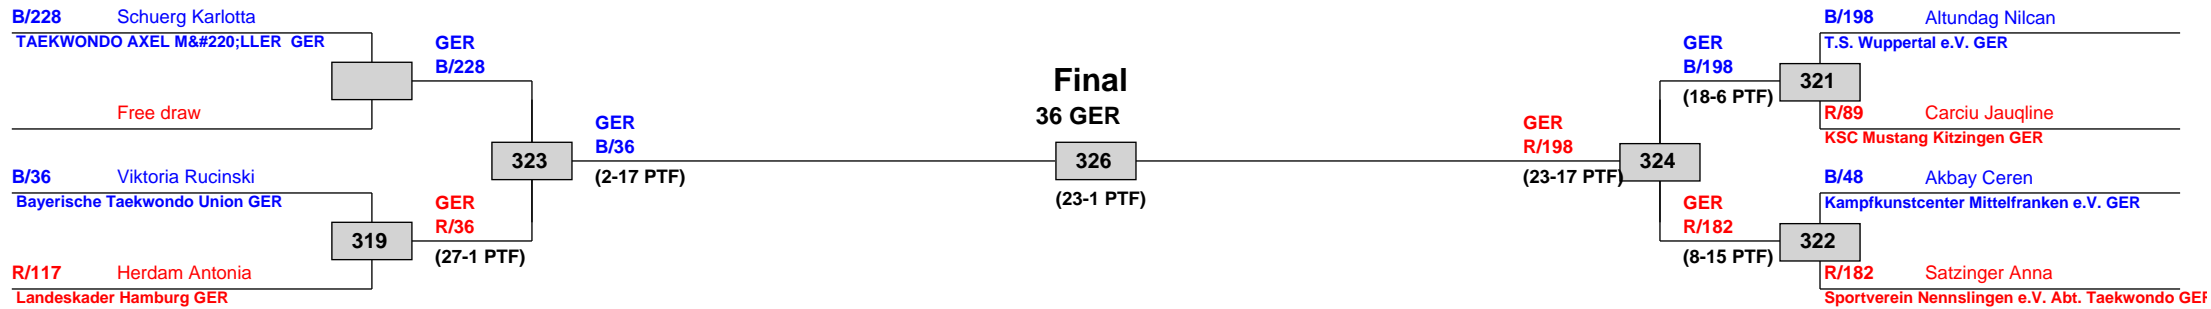 B/228 Schuerg Karlotta
TAEKWONDO AXEL M&#220;LLER GER
Free draw
B/36 Viktoria Rucinski
Bayerische Taekwondo Union GER
R/117 Herdam Antonia
Landeskader Hamburg GER
319
GER
B/228
GER
R/36
(27-1 PTF)
323
GER
B/36
(2-17 PTF)
Final
36 GER
326
(23-1 PTF)
GER
R/198
(23-17 PTF)
324
GER
B/198
(18-6 PTF)
GER
R/182
(8-15 PTF)
321
322
B/198 Altundag Nilcan
T.S. Wuppertal e.V. GER
R/89 Carciu Jauqline
KSC Mustang Kitzingen GER
B/48 Akbay Ceren
Kampfkunstcenter Mittelfranken e.V. GER
R/182 Satzinger Anna
Sportverein Nennslingen e.V. Abt. Taekwondo GER